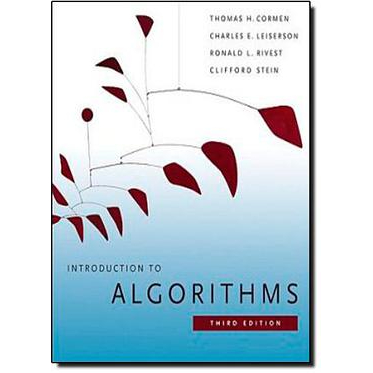 THOMAS H. CORMEN
CHARLES E. LEISERSON
RONALD L. RIVEST
CLIFFORD STEIN
INTRODUCTION TO
ALGORITHMS
THIRD EDITION